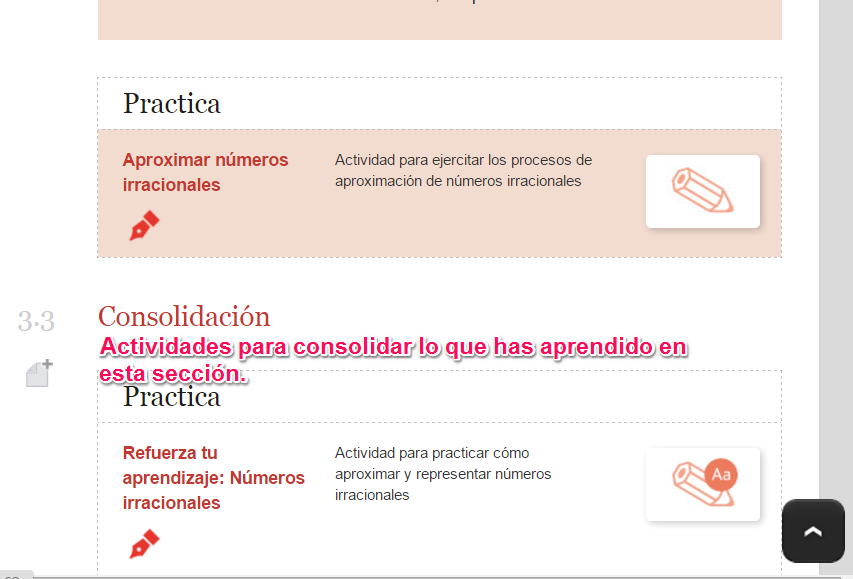 Practica
Aproximar números
irracionales
Actividad para ejercitar los procesos de
aproximación de números irracionales
3.3
Consolidación
Actividades para consolidar lo que has aprendido en
esta sección.
Practica
Refuerza tu
aprendizaje: Números
irracionales
Actividad para practicar cómo
aproximar y representar números
irracionales
Aa